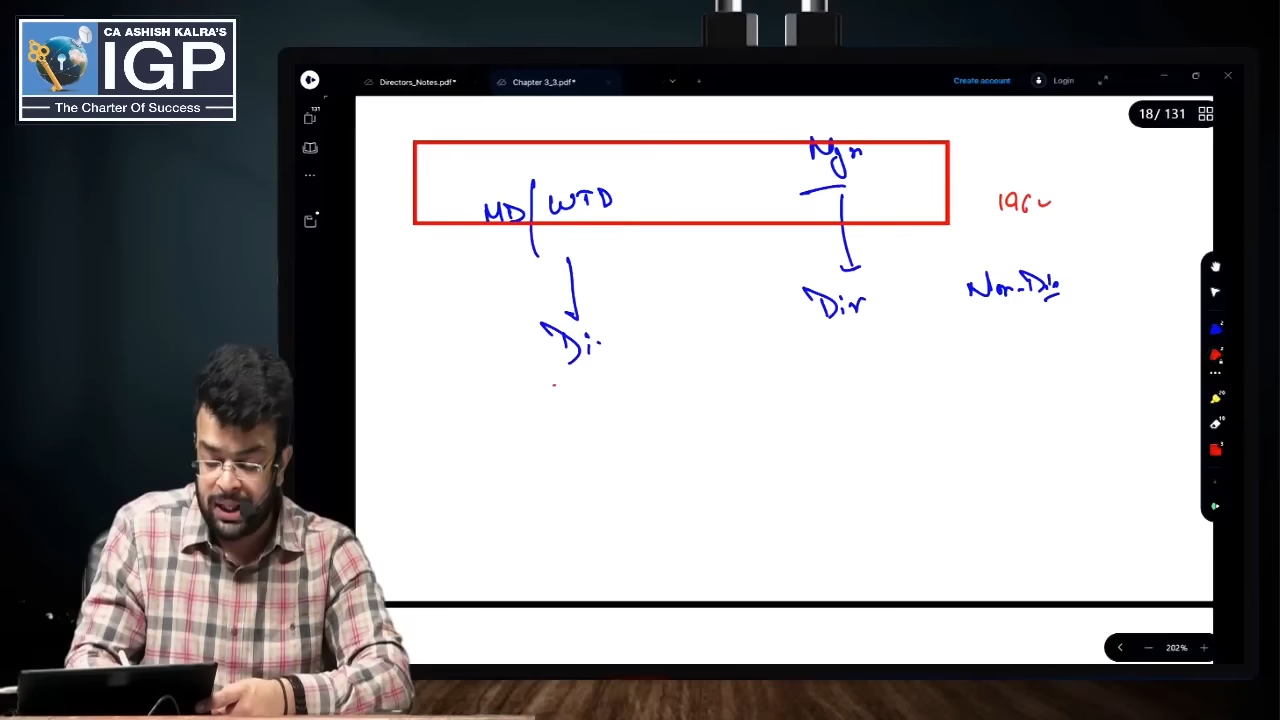 CA ASHISH KALRA'S
IGP
The Charter Of Success
Directors_Notes.pdf*
Chapter 3_3.pdf*
Create account
Login
131
18 / 131
Mgr
MD | WTD
196
Dir
Non-Dir
Di
202%